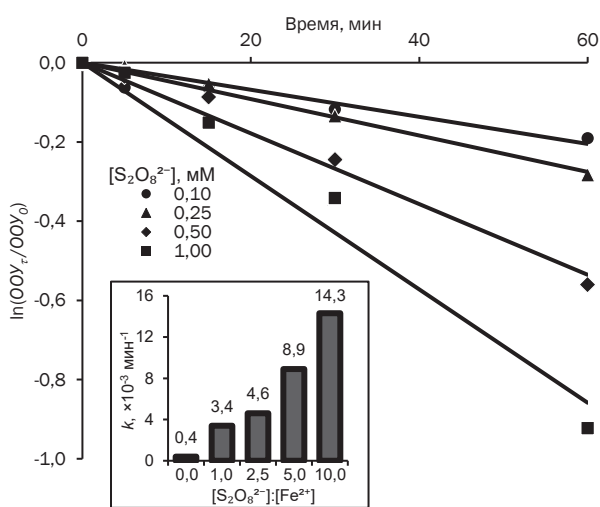 Время, мин
0 20 40 60
0,0
-0,2
-0,4
-0,6
-0,8
-1,0
ln(ООУτ/ООУ0)
[S₂O₈²⁻], мМ
0,10
0,25
0,50
1,00
k, ×10⁻³ мин⁻¹
16
12
8
4
0
0,4
3,4
4,6
8,9
14,3
0,0 1,0 2,5 5,0 10,0
[S₂O₈²⁻]:[Fe²⁺]